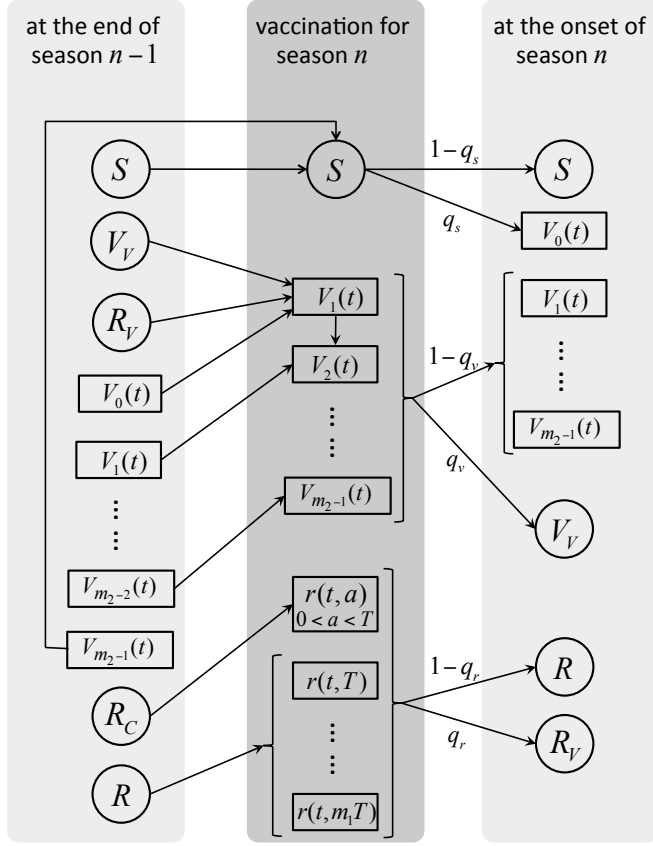 at the end of
season n−1
S
V_V
R_V
V_0(t)
V_1(t)
⋮
⋮
V_{m_2−2}(t)
V_{m_2−1}(t)
R_C
R
vaccination for
season n
S
V_1(t)
V_2(t)
⋮
⋮
V_{m_2−1}(t)
r(t,a)
0<a<T
r(t,T)
⋮
⋮
r(t,m_1T)
1−q_s
q_s
1−q_v
q_v
1−q_r
q_r
at the onset of
season n
S
V_0(t)
V_1(t)
⋮
⋮
V_{m_2−1}(t)
V_V
R
R_V